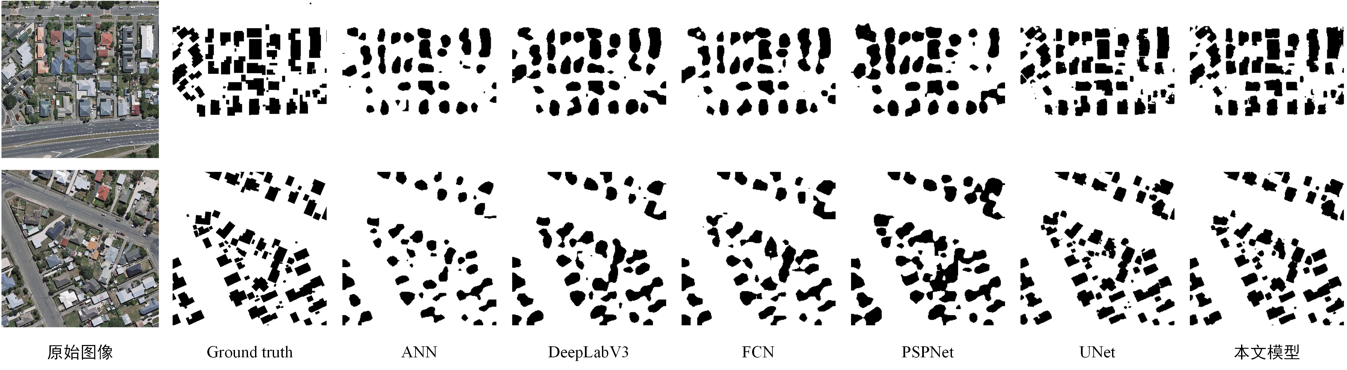 原始图像 Ground truth ANN DeepLabV3 FCN PSPNet UNet 本文模型